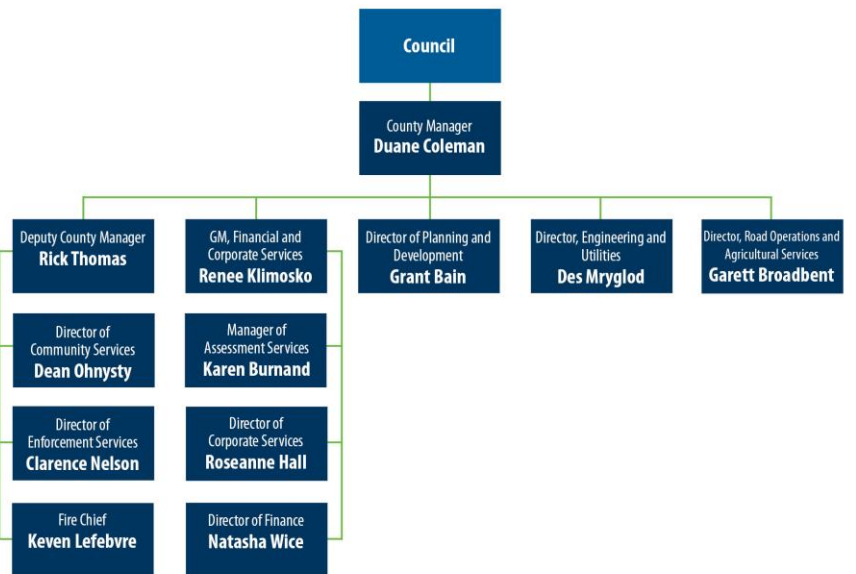 Council
County Manager
Duane Coleman
Deputy County Manager
Rick Thomas
GM, Financial and
Corporate Services
Renee Klimosko
Director of Planning and
Development
Grant Bain
Director, Engineering and
Utilities
Des Mryglod
Director, Road Operations and
Agricultural Services
Garett Broadbent
Director of
Community Services
Dean Ohnysty
Manager of
Assessment Services
Karen Burnand
Director of
Enforcement Services
Clarence Nelson
Director of
Corporate Services
Roseanne Hall
Fire Chief
Keven Lefebvre
Director of Finance
Natasha Wice